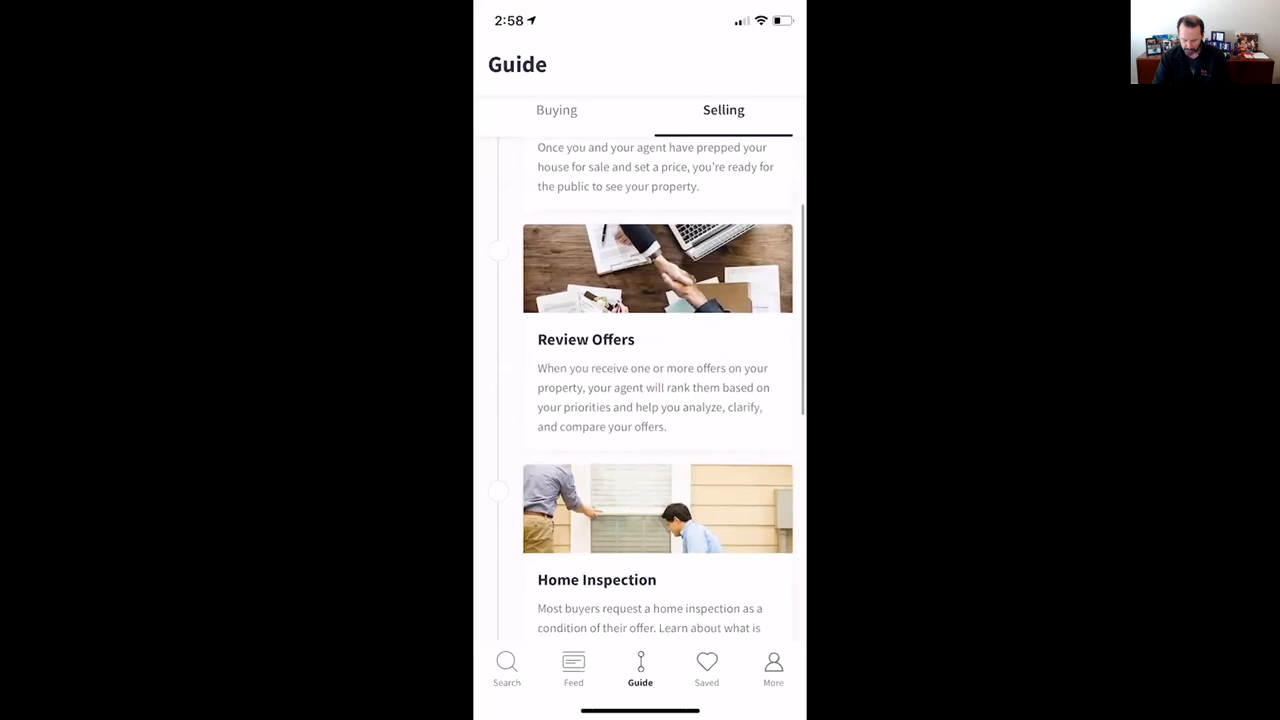 2:58
Guide
Buying
Selling
Once you and your agent have prepped your
house for sale and set a price, you're ready for
the public to see your property.
Review Offers
When you receive one or more offers on your
property, your agent will rank them based on
your priorities and help you analyze, clarify,
and compare your offers.
Home Inspection
Most buyers request a home inspection as a
condition of their offer. Learn about what is
Search
Feed
Guide
Saved
More